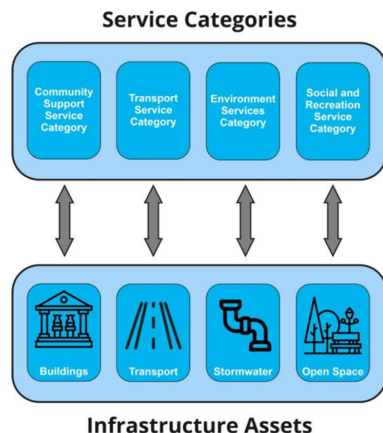 Service Categories
Community
Support
Service
Category
Transport
Service
Category
Environment
Services
Category
Social and
Recreation
Service
Category
Buildings
Transport
Stormwater
Open Space
Infrastructure Assets